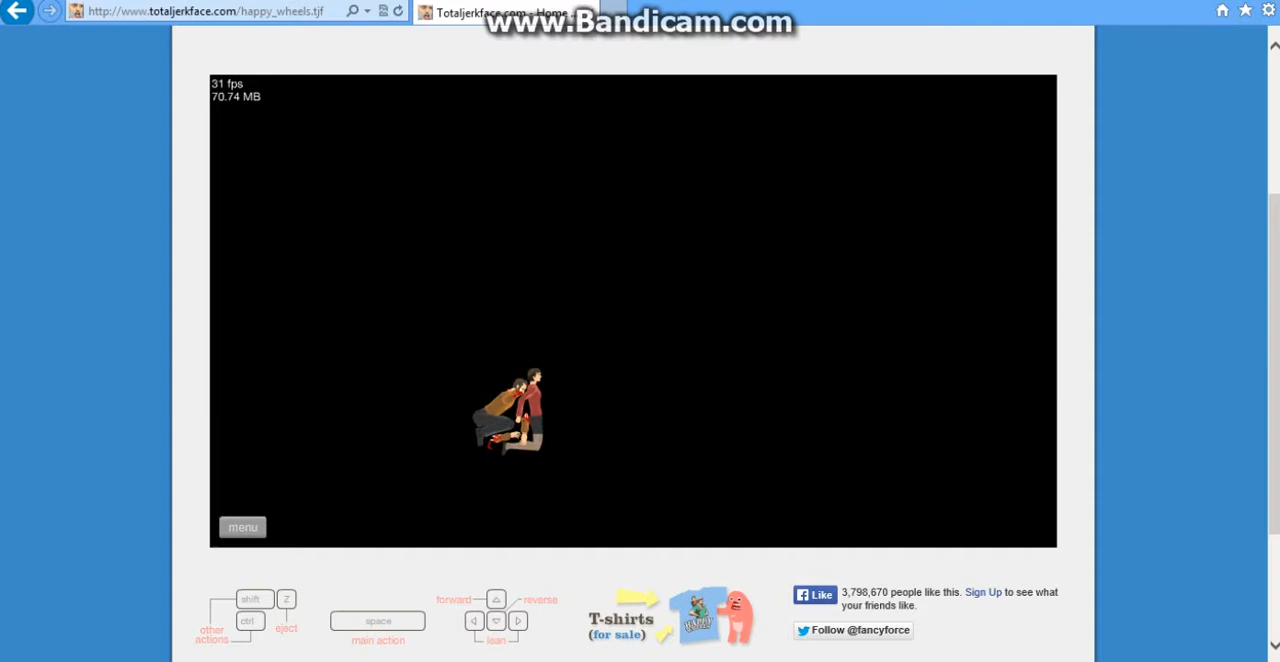 http://www.totaljerkface.com/happy_wheels.tjf
Totaljerkface.com - Home
www.Bandicam.com
31 fps
70.74 MB
menu
shift
Z
ctrl
other
actions
eject
space
main action
forward
reverse
lean
T-shirts
(for sale)
Like
3,798,670 people like this. Sign Up to see what
your friends like.
Follow @fancyforce